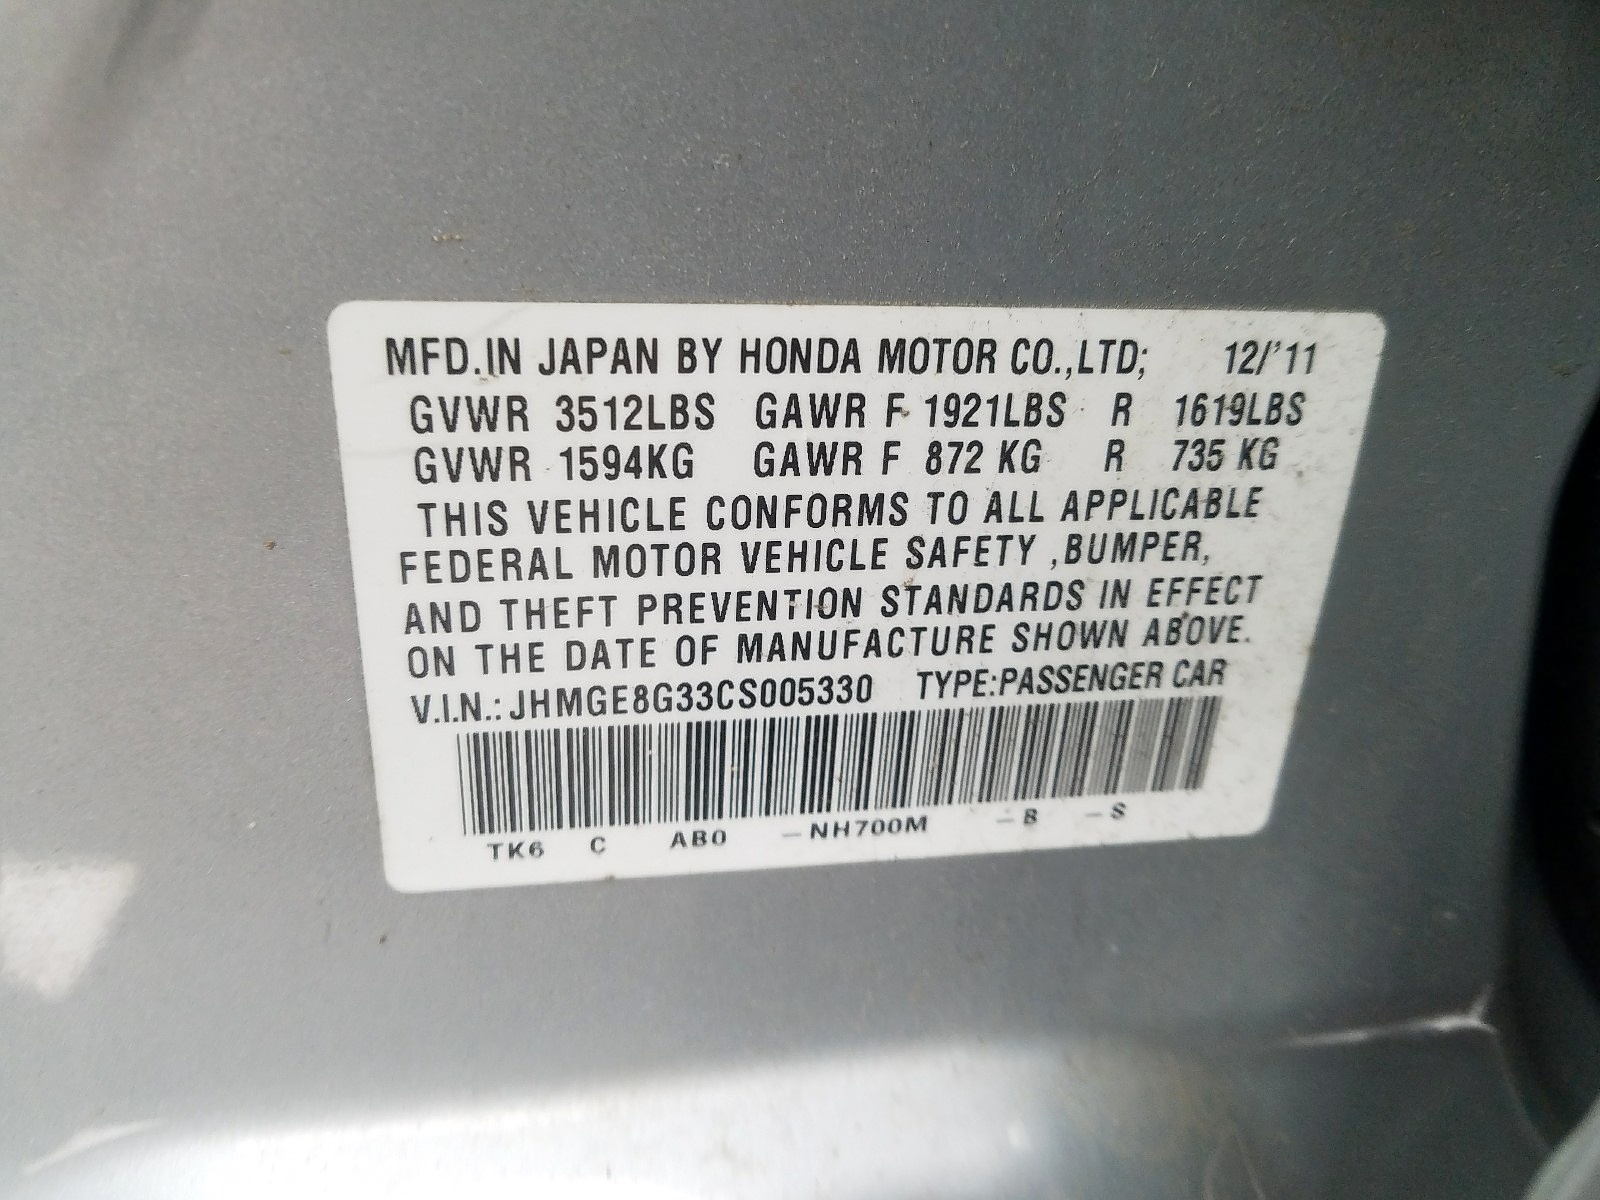 MFD.IN JAPAN BY HONDA MOTOR CO.,LTD; 12/'11
GVWR 3512LBS GAWR F 1921LBS R 1619LBS
GVWR 1594KG GAWR F 872 KG R 735 KG
THIS VEHICLE CONFORMS TO ALL APPLICABLE
FEDERAL MOTOR VEHICLE SAFETY ,BUMPER,
AND THEFT PREVENTION STANDARDS IN EFFECT
ON THE DATE OF MANUFACTURE SHOWN ABOVE.
V.I.N.: JHMGE8G33CS005330 TYPE:PASSENGER CAR
TK6 C AB0 -NH700M -B -S